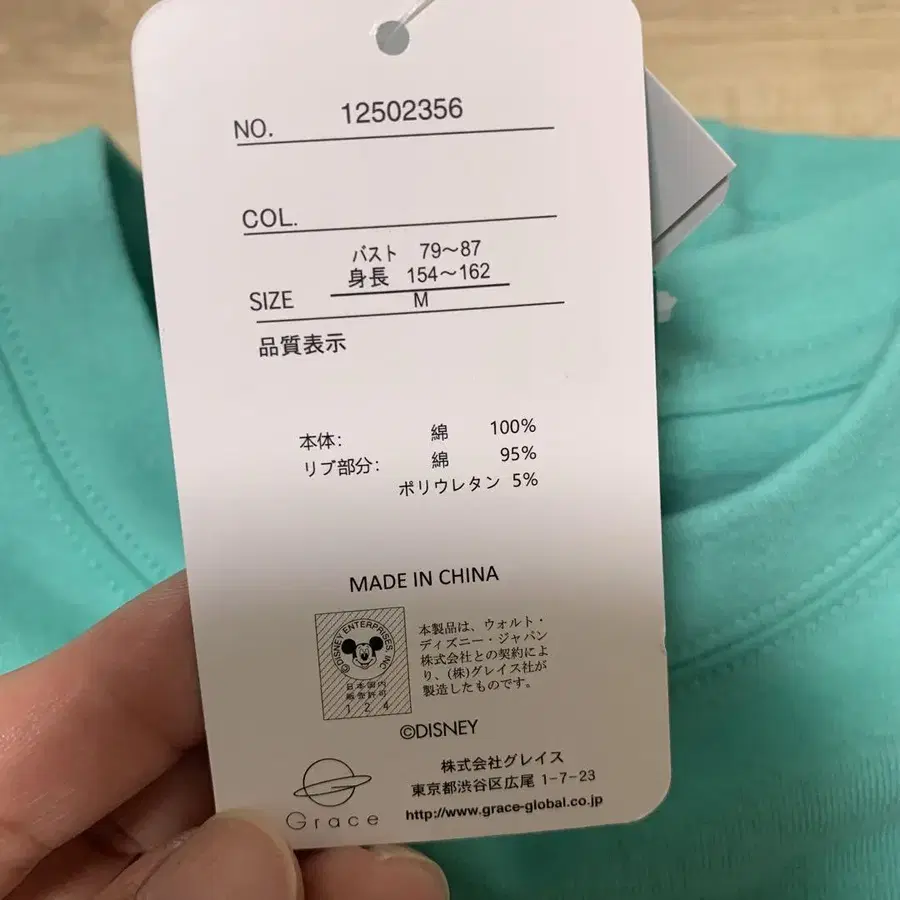 NO. 12502356
COL.
バスト 79～87
身長 154～162
SIZE M
品質表示
本体: 綿 100%
リブ部分: 綿 95%
ポリウレタン 5%
MADE IN CHINA
©DISNEY ENTERPRISES, INC
日本国内
販売許可
1 2 4
本製品は、ウォルト・
ディズニー・ジャパン
株式会社との契約によ
り、(株)グレイス社が
製造したものです。
©DISNEY
Grace
株式会社グレイス
東京都渋谷区広尾 1-7-23
http://www.grace-global.co.jp